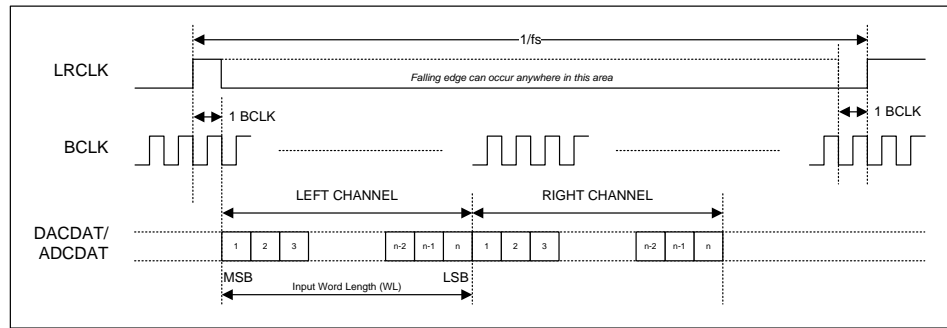 1/fs
LRCLK
Falling edge can occur anywhere in this area
1 BCLK
1 BCLK
BCLK
LEFT CHANNEL
RIGHT CHANNEL
DACDAT/
ADCDAT
1 2 3 n-2 n-1 n 1 2 3 n-2 n-1 n
MSB
LSB
Input Word Length (WL)